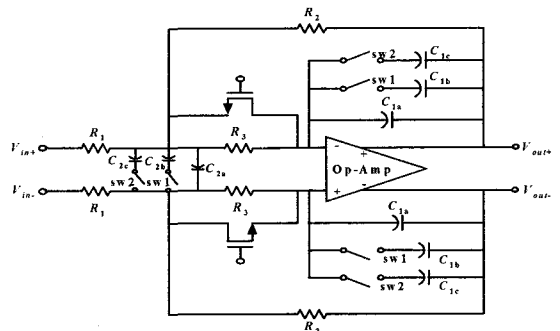 R2
sw2
C1c
sw1
C1b
C1a
Vin+
R1
R3
C2c
C2b
C2a
sw2
sw1
-
+
Op-Amp
+
-
Vout+
Vin-
R1
R3
Vout-
C1a
sw1
C1b
sw2
C1c